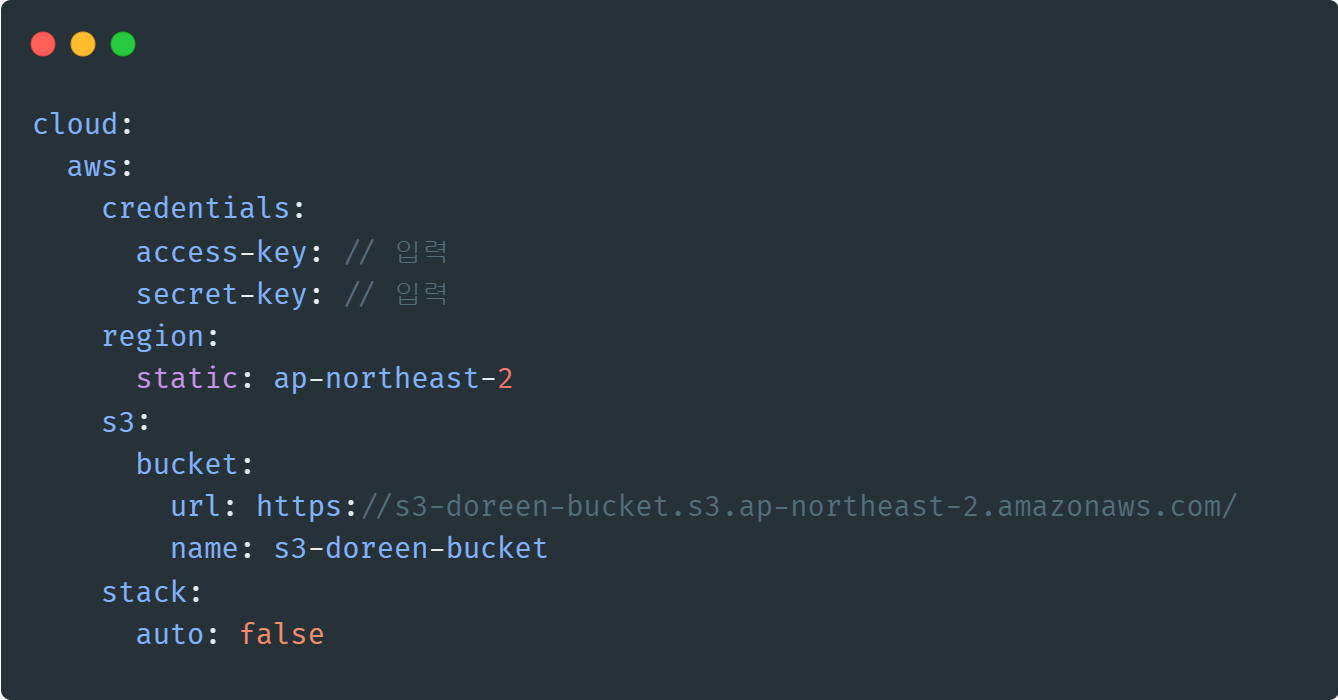 cloud:
  aws:
    credentials:
      access-key: // 입력
      secret-key: // 입력
    region:
      static: ap-northeast-2
    s3:
      bucket:
        url: https://s3-doreen-bucket.s3.ap-northeast-2.amazonaws.com/
        name: s3-doreen-bucket
    stack:
      auto: false